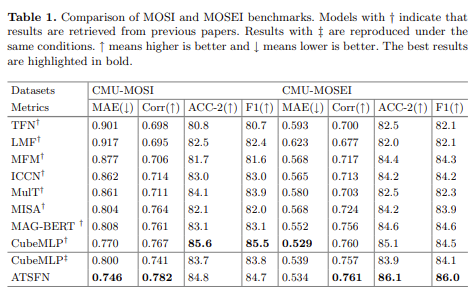 Table 1. Comparison of MOSI and MOSEI benchmarks. Models with † indicate that
results are retrieved from previous papers. Results with ‡ are reproduced under the
same conditions. ↑ means higher is better and ↓ means lower is better. The best results
are highlighted in bold.
Datasets CMU-MOSI CMU-MOSEI
Metrics MAE(↓) Corr(↑) ACC-2(↑) F1(↑) MAE(↓) Corr(↑) ACC-2(↑) F1(↑)
TFN† 0.901 0.698 80.8 80.7 0.593 0.700 82.5 82.1
LMF† 0.917 0.695 82.5 82.4 0.623 0.677 82.0 82.1
MFM† 0.877 0.706 81.7 81.6 0.568 0.717 84.4 84.3
ICCN† 0.862 0.714 83.0 83.0 0.565 0.713 84.2 84.2
MulT† 0.861 0.711 84.1 83.9 0.580 0.703 82.5 82.3
MISA† 0.804 0.764 82.1 82.0 0.568 0.724 84.2 83.9
MAG-BERT † 0.808 0.761 83.1 83.1 0.552 0.756 84.6 84.6
CubeMLP† 0.770 0.767 85.6 85.5 0.529 0.760 85.1 84.5
CubeMLP‡ 0.800 0.741 83.7 83.8 0.539 0.757 83.9 84.1
ATSFN 0.746 0.782 84.8 84.7 0.534 0.761 86.1 86.0